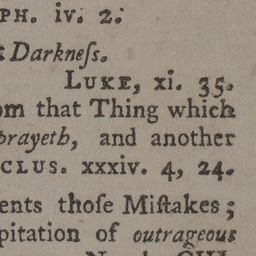 PH. iv. 2.
Darkneſs.
LUKE, xi. 35.
om that Thing which
prayeth, and another
CLUS. xxxiv. 4, 24.
ents thoſe Miſtakes;
pitation of outrageous